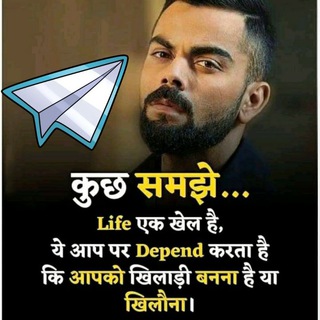 कुछ समझे...
Life एक खेल है,
ये आप पर Depend करता है
कि आपको खिलाड़ी बनना है या
खिलौना।